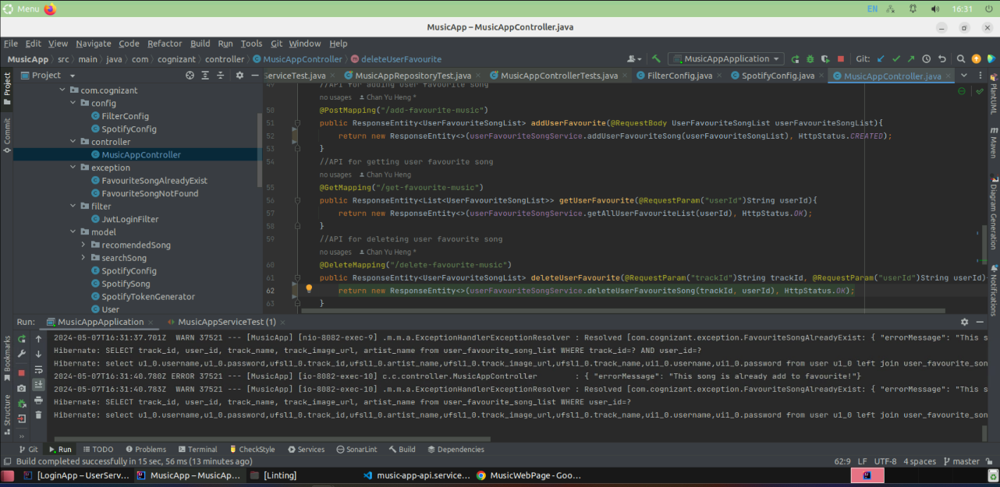 Menu
EN 16:31
MusicApp – MusicAppController.java
File Edit View Navigate Code Refactor Build Run Tools Git Window Help
MusicApp src main java com cognizant controller MusicAppController deleteUserFavourite
MusicAppApplication Git:
Project
ServiceTest.java MusicAppRepositoryTest.java MusicAppControllerTests.java FilterConfig.java SpotifyConfig.java MusicAppController.java
Project
Commit
com.cognizant
config
FilterConfig
SpotifyConfig
controller
MusicAppController
exception
FavouriteSongAlreadyExist
FavouriteSongNotFound
filter
JwtLoginFilter
model
recomendedSong
searchSong
SpotifyConfig
SpotifySong
SpotifyTokenGenerator
User
49 //API for adding user favourite song
no usages Chan Yu Heng *
50 @PostMapping("/add-favourite-music")
51 public ResponseEntity<UserFavouriteSongList> addUserFavourite(@RequestBody UserFavouriteSongList userFavouriteSongList){
52 return new ResponseEntity<>(userFavouriteSongService.addUserFavouriteSong(userFavouriteSongList), HttpStatus.CREATED);
53 }
54 //API for getting user favourite song
no usages Chan Yu Heng
55 @GetMapping("/get-favourite-music")
56 public ResponseEntity<List<UserFavouriteSongList>> getUserFavourite(@RequestParam("userId")String userId){
57 return new ResponseEntity<>(userFavouriteSongService.getAllUserFavouriteList(userId), HttpStatus.OK);
58 }
59 //API for deleteing user favourite song
no usages Chan Yu Heng *
60 @DeleteMapping("/delete-favourite-music")
61 public ResponseEntity<UserFavouriteSongList> deleteUserFavourite(@RequestParam("trackId")String trackId, @RequestParam("userId")String userId)
62 return new ResponseEntity<>(userFavouriteSongService.deleteUserFavouriteSong(trackId, userId), HttpStatus.OK);
63 }
PlantUML
Maven
Diagram Generation
Notifications
Run: MusicAppApplication MusicAppServiceTest (1)
2024-05-07T16:31:37.701Z WARN 37521 --- [MusicApp] [nio-8082-exec-9] .m.m.a.ExceptionHandlerExceptionResolver : Resolved [com.cognizant.exception.FavouriteSongAlreadyExist: { "errorMessage": "This s
Hibernate: SELECT track_id, user_id, track_name, track_image_url, artist_name from user_favourite_song_list WHERE track_id=? AND user_id=?
Hibernate: select u1_0.username,u1_0.password,ufsl1_0.track_id,ufsl1_0.artist_name,ufsl1_0.track_image_url,ufsl1_0.track_name,ui1_0.username,ui1_0.password from user u1_0 left join user_favourite_son
2024-05-07T16:31:40.780Z ERROR 37521 --- [MusicApp] [io-8082-exec-10] c.c.controller.MusicAppController : { "errorMessage": "This song is already add to favourite!"}
2024-05-07T16:31:40.783Z WARN 37521 --- [MusicApp] [io-8082-exec-10] .m.m.a.ExceptionHandlerExceptionResolver : Resolved [com.cognizant.exception.FavouriteSongAlreadyExist: { "errorMessage": "This s
Hibernate: SELECT track_id, user_id, track_name, track_image_url, artist_name from user_favourite_song_list WHERE user_id=?
Hibernate: select u1_0.username,u1_0.password,ufsl1_0.track_id,ufsl1_0.artist_name,ufsl1_0.track_image_url,ufsl1_0.track_name,ui1_0.username,ui1_0.password from user u1_0 left join user_favourite_son
Bookmarks
Structure
Git Run TODO Problems Terminal CheckStyle Services SonarLint Build Dependencies
Build completed successfully in 15 sec, 56 ms (13 minutes ago)
62:9 LF UTF-8 4 spaces master
[LoginApp – UserServ... MusicApp – MusicAp... [Linting] music-app-api.service... MusicWebPage - Goo...